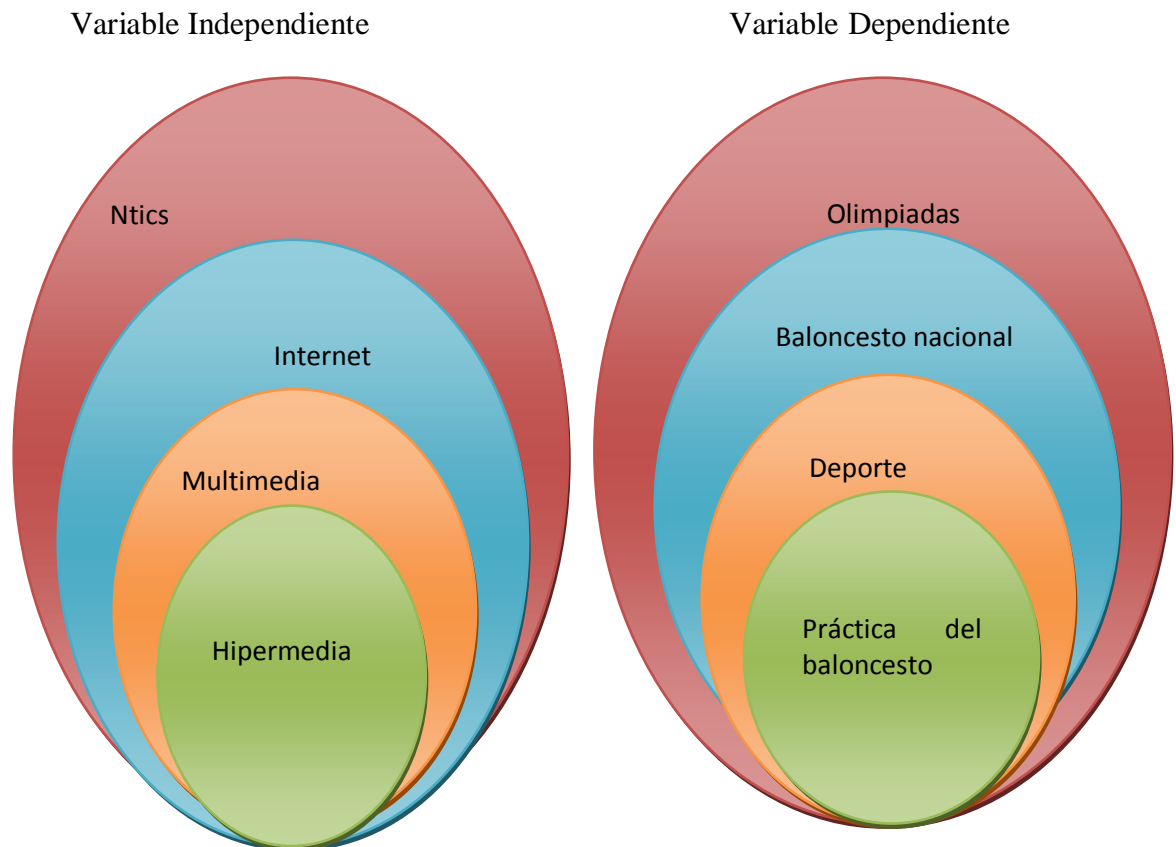 Variable Independiente
Variable Dependiente
Ntics
Internet
Multimedia
Hipermedia
Olimpiadas
Baloncesto nacional
Deporte
Práctica del
baloncesto